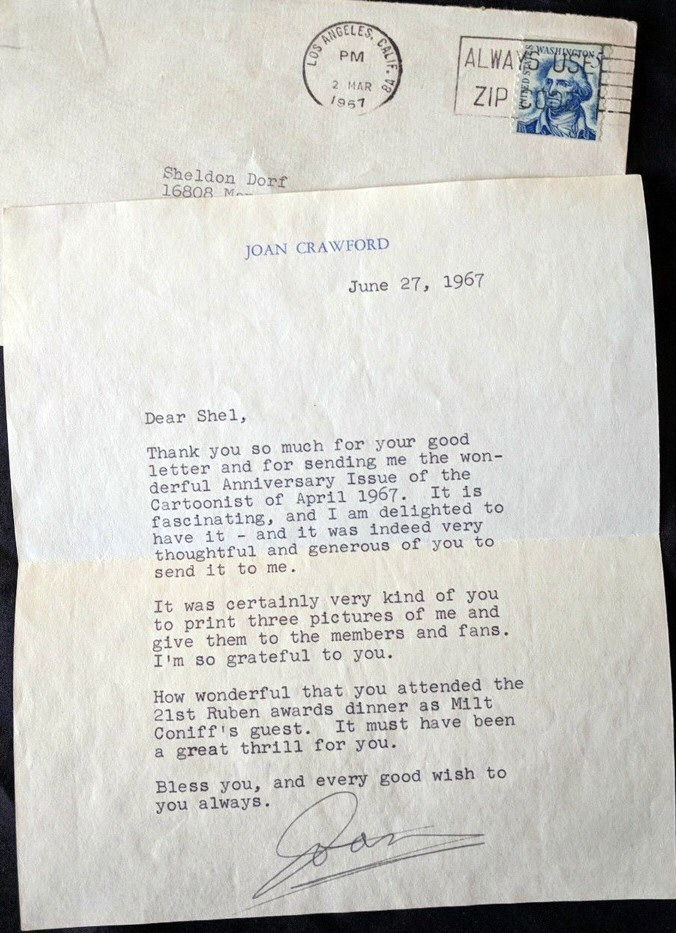 LOS ANGELES, CALIF. 
PM
2 MAR
1967
ALWAYS USE
ZIP CODE
UNITED STATES
WASHINGTON
Sheldon Dorf
16808
JOAN CRAWFORD
June 27, 1967
Dear Shel,
Thank you so much for your good
letter and for sending me the won-
derful Anniversary Issue of the
Cartoonist of April 1967. It is
fascinating, and I am delighted to
have it - and it was indeed very
thoughtful and generous of you to
send it to me.
It was certainly very kind of you
to print three pictures of me and
give them to the members and fans.
I'm so grateful to you.
How wonderful that you attended the
21st Ruben awards dinner as Milt
Coniff's guest. It must have been
a great thrill for you.
Bless you, and every good wish to
you always.
Joan